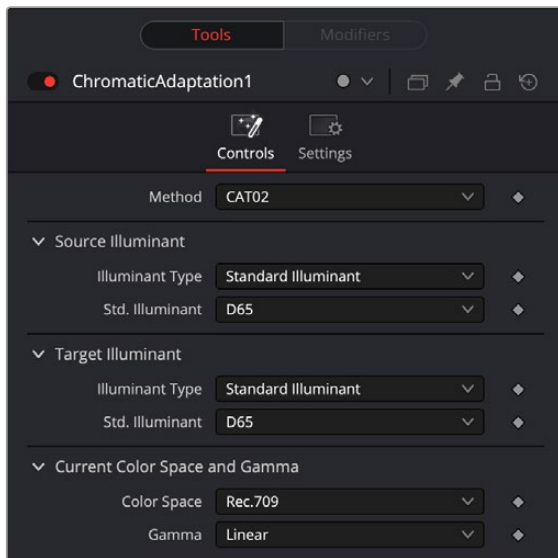 Tools Modifiers
ChromaticAdaptation1
Controls Settings
Method CAT02
Source Illuminant
Illuminant Type Standard Illuminant
Std. Illuminant D65
Target Illuminant
Illuminant Type Standard Illuminant
Std. Illuminant D65
Current Color Space and Gamma
Color Space Rec.709
Gamma Linear